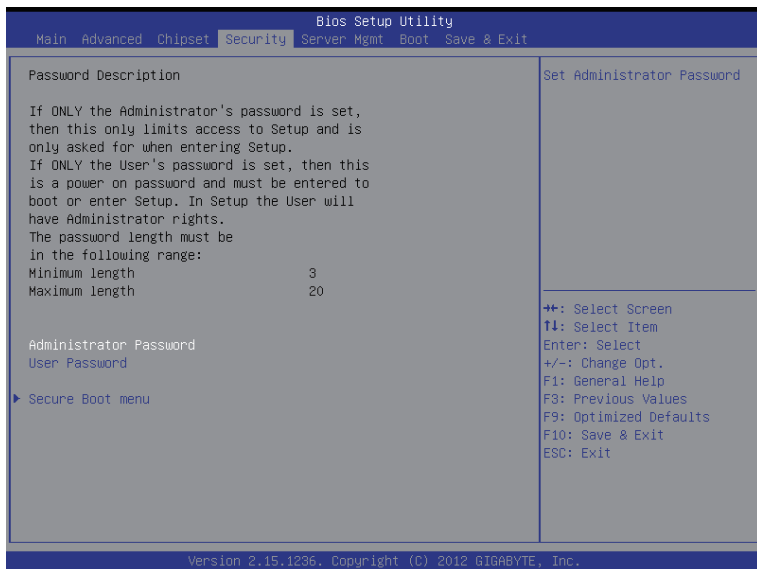 Bios Setup Utility
Main Advanced Chipset Security Server Mgmt Boot Save & Exit
Password Description
If ONLY the Administrator's password is set,
then this only limits access to Setup and is
only asked for when entering Setup.
If ONLY the User's password is set, then this
is a power on password and must be entered to
boot or enter Setup. In Setup the User will
have Administrator rights.
The password length must be
in the following range:
Minimum length 3
Maximum length 20
Administrator Password
User Password
▶ Secure Boot menu
Set Administrator Password
→←: Select Screen
↑↓: Select Item
Enter: Select
+/-: Change Opt.
F1: General Help
F3: Previous Values
F9: Optimized Defaults
F10: Save & Exit
ESC: Exit
Version 2.15.1236. Copyright (C) 2012 GIGABYTE, Inc.